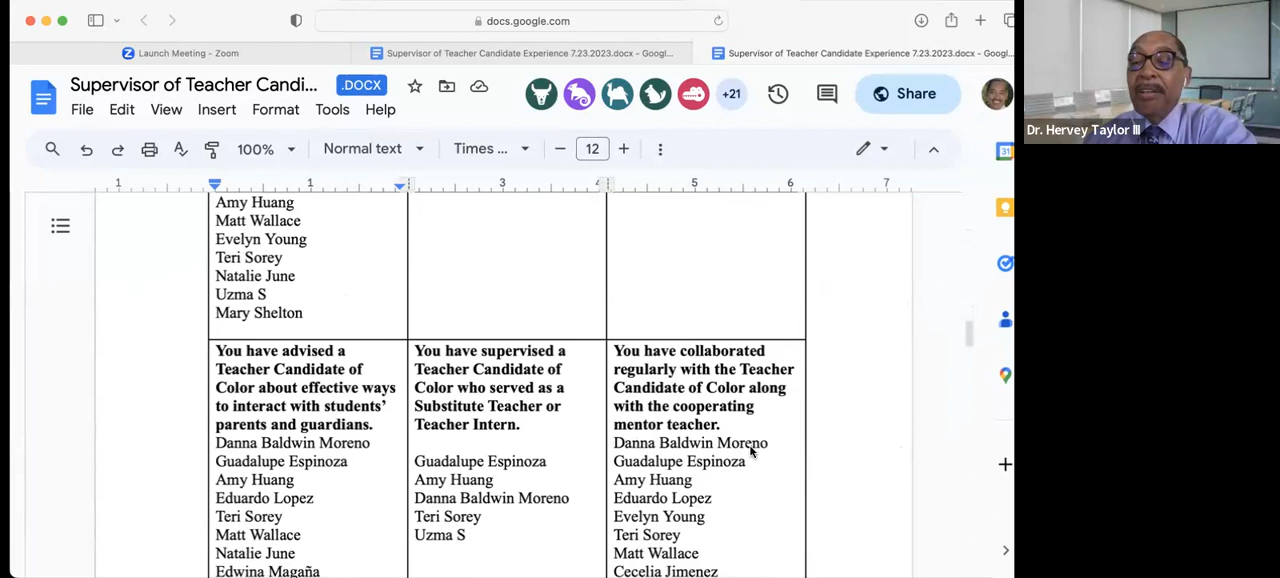 docs.google.com
Launch Meeting - Zoom
Supervisor of Teacher Candidate Experience 7.23.2023.docx - Googl...
Supervisor of Teacher Candidate Experience 7.23.2023.docx - Googl...
Supervisor of Teacher Candi...
.DOCX
+21
Share
File Edit View Insert Format Tools Help
100%
Normal text
Times ...
12
1 1 3 4 5 6 7
Amy Huang
Matt Wallace
Evelyn Young
Teri Sorey
Natalie June
Uzma S
Mary Shelton
You have advised a
Teacher Candidate of
Color about effective ways
to interact with students’
parents and guardians.
Danna Baldwin Moreno
Guadalupe Espinoza
Amy Huang
Eduardo Lopez
Teri Sorey
Matt Wallace
Natalie June
Edwina Magaña
You have supervised a
Teacher Candidate of
Color who served as a
Substitute Teacher or
Teacher Intern.
Guadalupe Espinoza
Amy Huang
Danna Baldwin Moreno
Teri Sorey
Uzma S
You have collaborated
regularly with the Teacher
Candidate of Color along
with the cooperating
mentor teacher.
Danna Baldwin Moreno
Guadalupe Espinoza
Amy Huang
Eduardo Lopez
Evelyn Young
Teri Sorey
Matt Wallace
Cecelia Jimenez
Dr. Hervey Taylor III
31